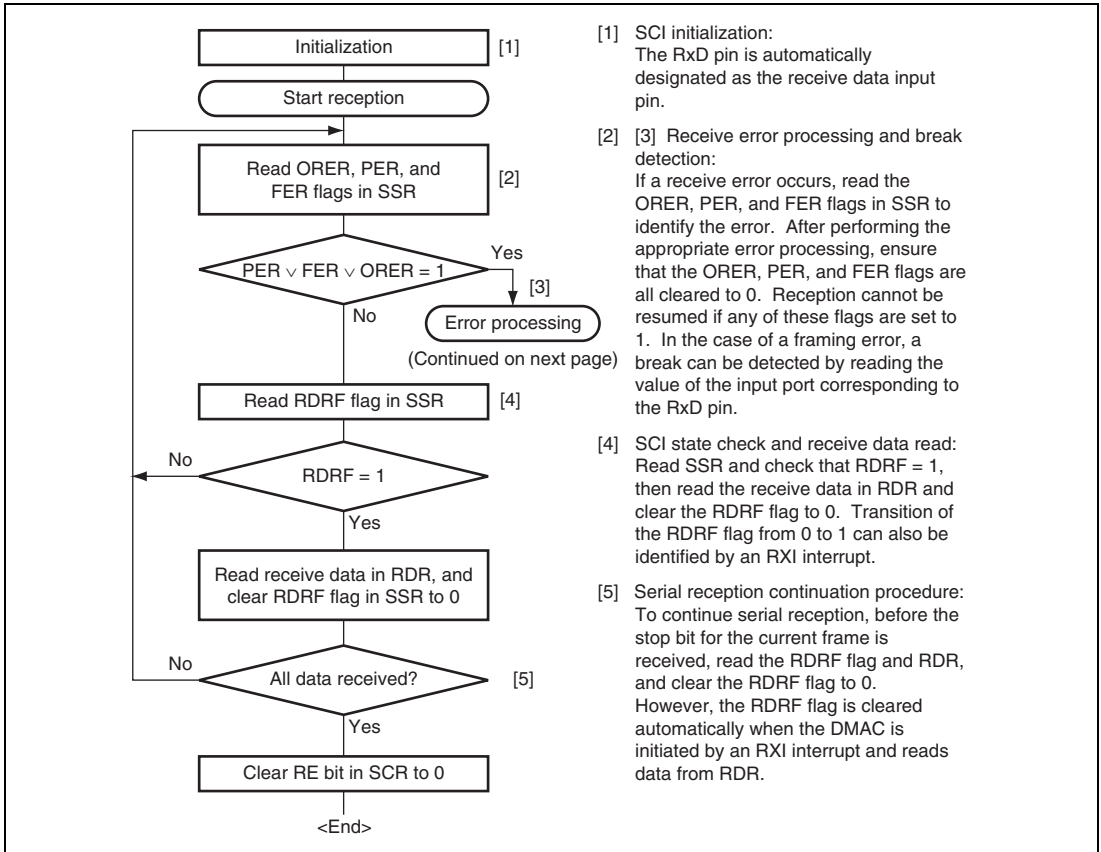 Initialization
[1]
Start reception
Read ORER, PER, and
FER flags in SSR
[2]
PER ∨ FER ∨ ORER = 1
Yes
[3]
No
Error processing
(Continued on next page)
Read RDRF flag in SSR
[4]
No
RDRF = 1
Yes
Read receive data in RDR, and
clear RDRF flag in SSR to 0
No
All data received?
[5]
Yes
Clear RE bit in SCR to 0
<End>
[1] SCI initialization:
The RxD pin is automatically
designated as the receive data input
pin.
[2] [3] Receive error processing and break
detection:
If a receive error occurs, read the
ORER, PER, and FER flags in SSR to
identify the error. After performing the
appropriate error processing, ensure
that the ORER, PER, and FER flags are
all cleared to 0. Reception cannot be
resumed if any of these flags are set to
1. In the case of a framing error, a
break can be detected by reading the
value of the input port corresponding to
the RxD pin.
[4] SCI state check and receive data read:
Read SSR and check that RDRF = 1,
then read the receive data in RDR and
clear the RDRF flag to 0. Transition of
the RDRF flag from 0 to 1 can also be
identified by an RXI interrupt.
[5] Serial reception continuation procedure:
To continue serial reception, before the
stop bit for the current frame is
received, read the RDRF flag and RDR,
and clear the RDRF flag to 0.
However, the RDRF flag is cleared
automatically when the DMAC is
initiated by an RXI interrupt and reads
data from RDR.